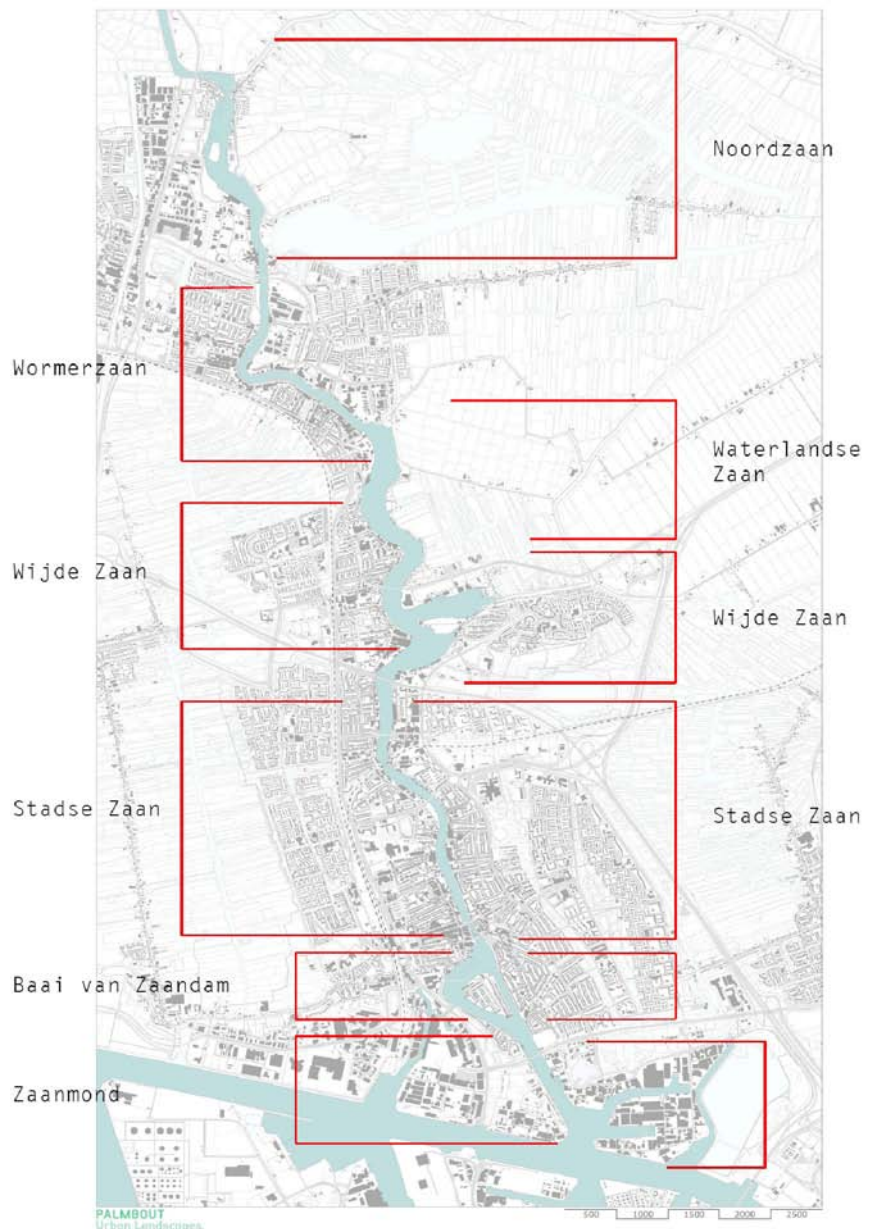 Noordzaan
Wormerzaan
Waterlandse
Zaan
Wijde Zaan
Wijde Zaan
Stadse Zaan
Stadse Zaan
Baai van Zaandam
Zaanmond
PALMBOUT
Urban Landscapes
500 1000 1500 2000 2500